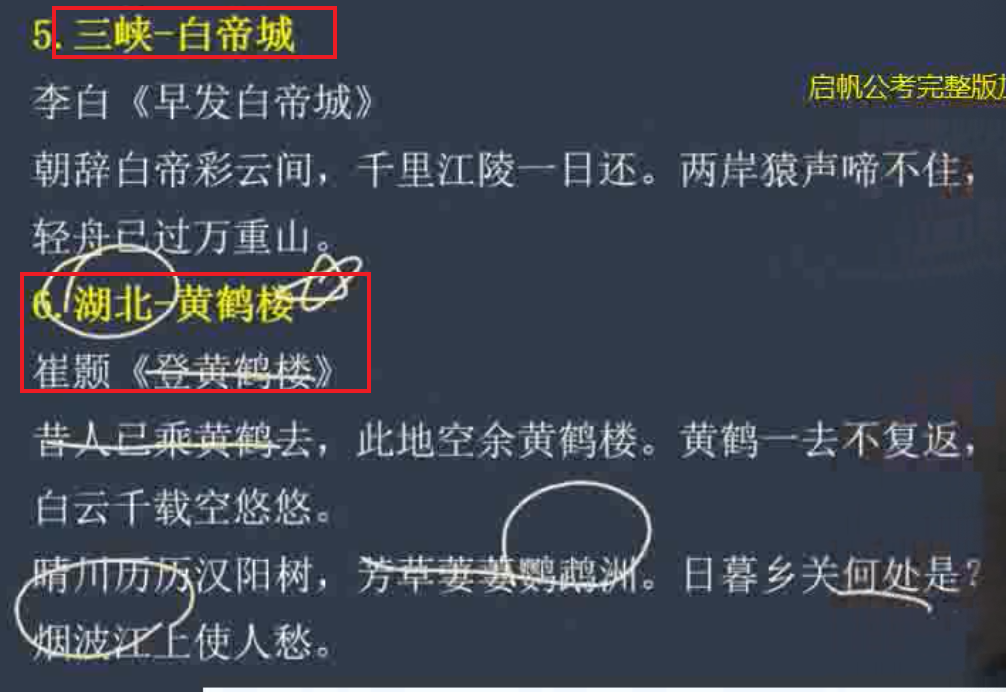 5. 三峡-白帝城
李白《早发白帝城》
启帆公考完整版
朝辞白帝彩云间，千里江陵一日还。两岸猿声啼不住，
轻舟已过万重山。
6. 湖北-黄鹤楼
崔颢《登黄鹤楼》
昔人已乘黄鹤去，此地空余黄鹤楼。黄鹤一去不复返，
白云千载空悠悠。
晴川历历汉阳树，芳草萋萋鹦鹉洲。日暮乡关何处是？
烟波江上使人愁。